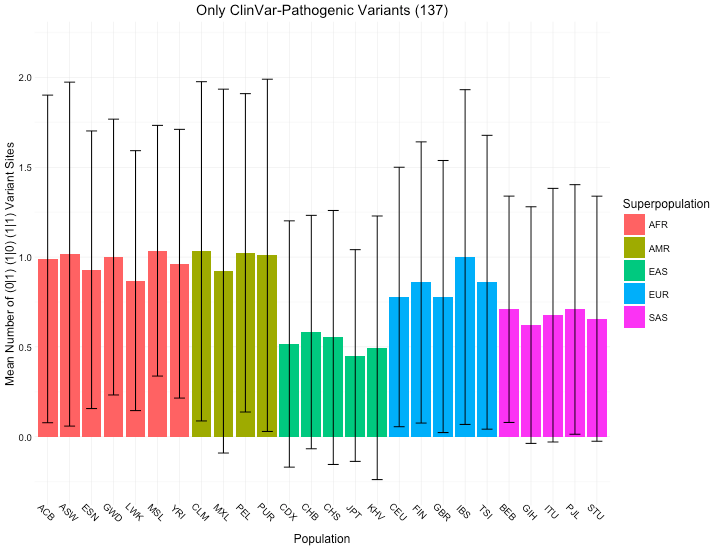 Only ClinVar-Pathogenic Variants (137)
Mean Number of (0|1) (1|0) (1|1) Variant Sites
2.0
1.5
1.0
0.5
0.0
ACB ASW ESN GWD LWK MSL YRI CLM MXL PEL PUR CDX CHB CHS JPT KHV CEU FIN GBR IBS TSI BEB GIH ITU PJL STU
Population
Superpopulation
AFR
AMR
EAS
EUR
SAS